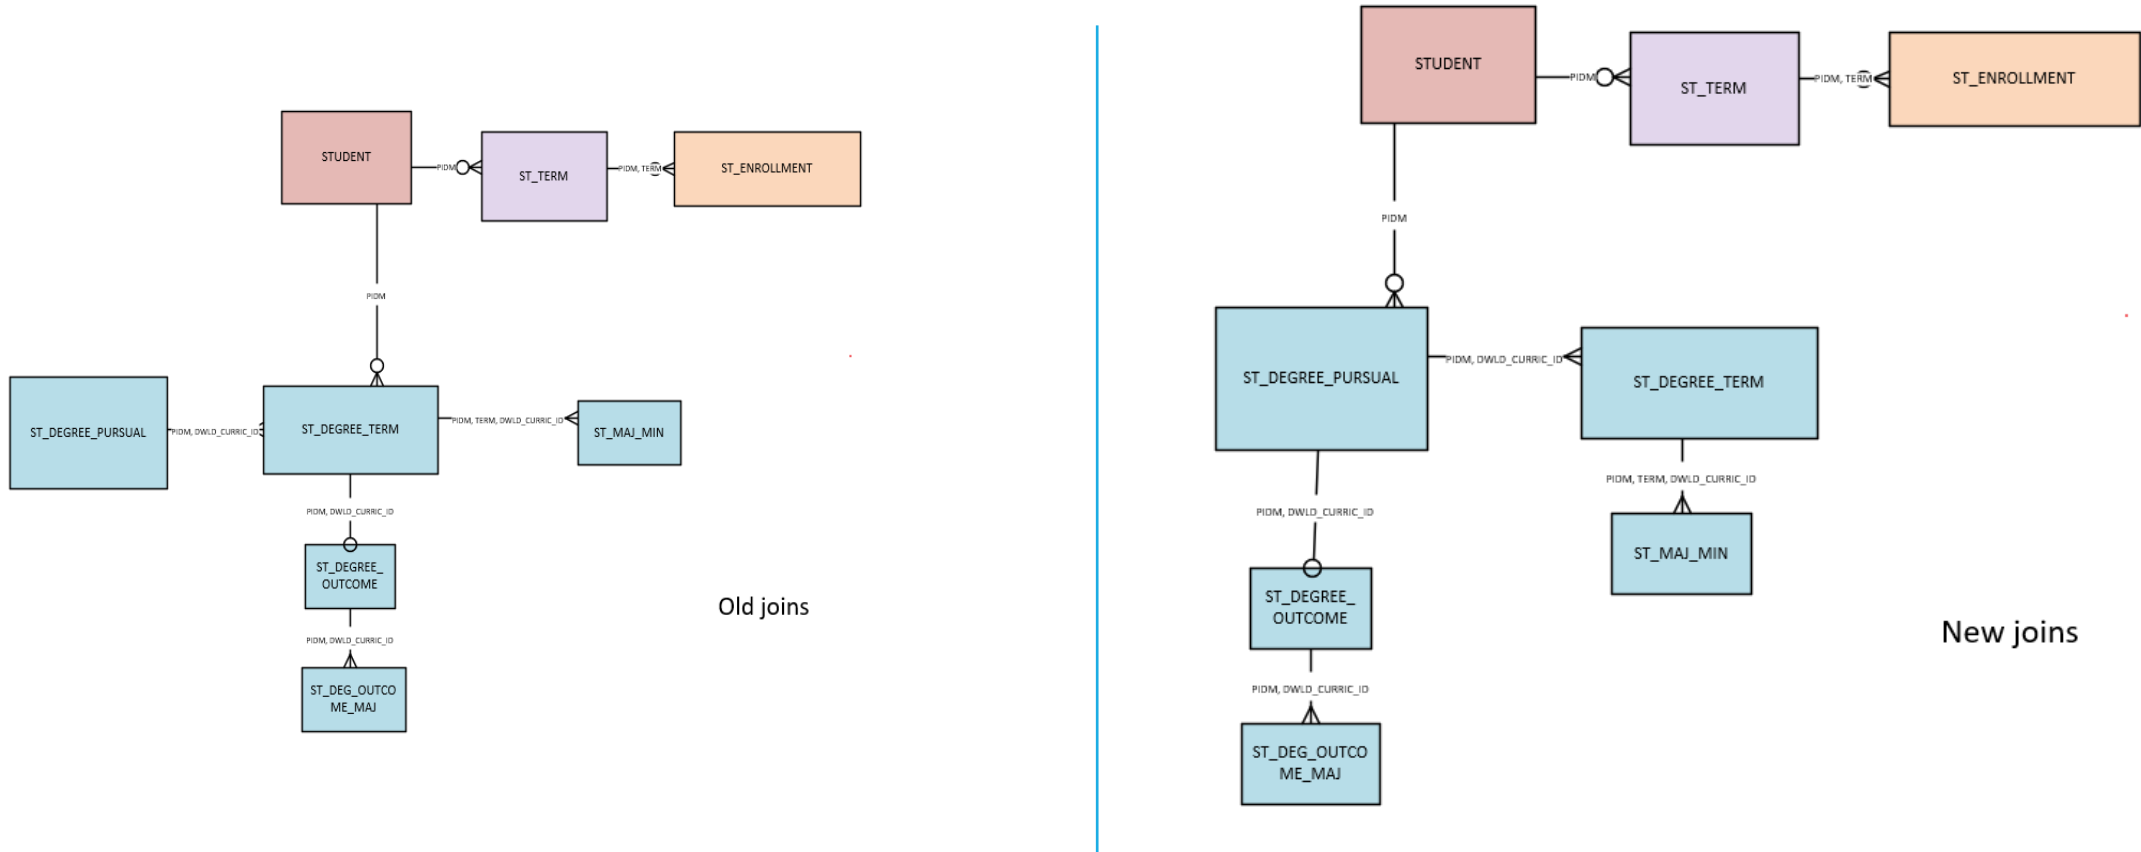 STUDENT
PIDM
ST_TERM
PIDM, TERM
ST_ENROLLMENT
PIDM
ST_DEGREE_PURSUAL
PIDM, DWLD_CURRIC_ID
ST_DEGREE_TERM
PIDM, TERM, DWLD_CURRIC_ID
ST_MAJ_MIN
PIDM, DWLD_CURRIC_ID
ST_DEGREE_
OUTCOME
PIDM, DWLD_CURRIC_ID
ST_DEG_OUTCO
ME_MAJ
Old joins
STUDENT
PIDM
ST_TERM
PIDM, TERM
ST_ENROLLMENT
PIDM
ST_DEGREE_PURSUAL
PIDM, DWLD_CURRIC_ID
ST_DEGREE_TERM
PIDM, TERM, DWLD_CURRIC_ID
ST_MAJ_MIN
PIDM, DWLD_CURRIC_ID
ST_DEGREE_
OUTCOME
PIDM, DWLD_CURRIC_ID
ST_DEG_OUTCO
ME_MAJ
New joins